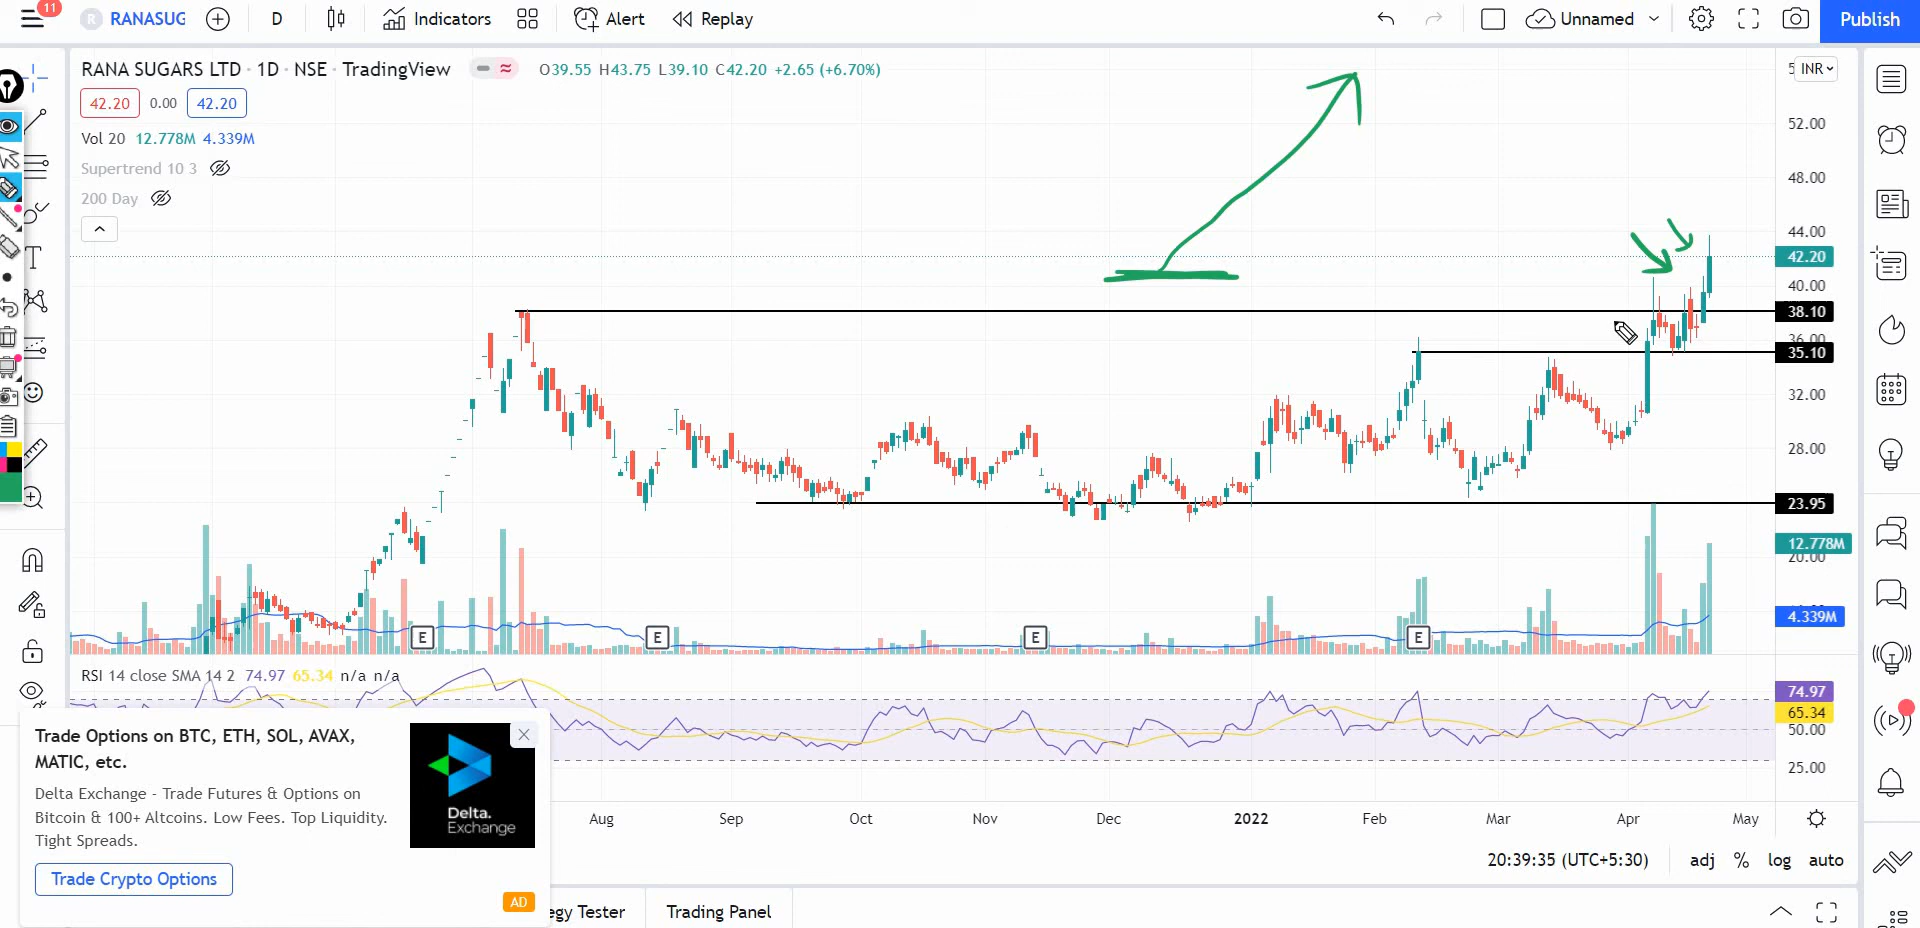 11
R RANASUG D Indicators Alert Replay Unnamed Publish
RANA SUGARS LTD · 1D · NSE · TradingView O39.55 H43.75 L39.10 C42.20 +2.65 (+6.70%)
INR
42.20 0.00 42.20
Vol 20 12.778M 4.339M
Supertrend 10 3
200 Day
52.00
48.00
44.00
42.20
40.00
38.10
36.00
35.10
32.00
28.00
23.95
12.778M
20.00
4.339M
E E E E
RSI 14 close SMA 14 2 74.97 65.34 n/a n/a
74.97
65.34
50.00
25.00
Aug Sep Oct Nov Dec 2022 Feb Mar Apr May
Trade Options on BTC, ETH, SOL, AVAX,
MATIC, etc.
Delta Exchange - Trade Futures & Options on
Bitcoin & 100+ Altcoins. Low Fees. Top Liquidity.
Tight Spreads.
Trade Crypto Options
Delta.
Exchange
AD
20:39:35 (UTC+5:30) adj % log auto
egy Tester Trading Panel